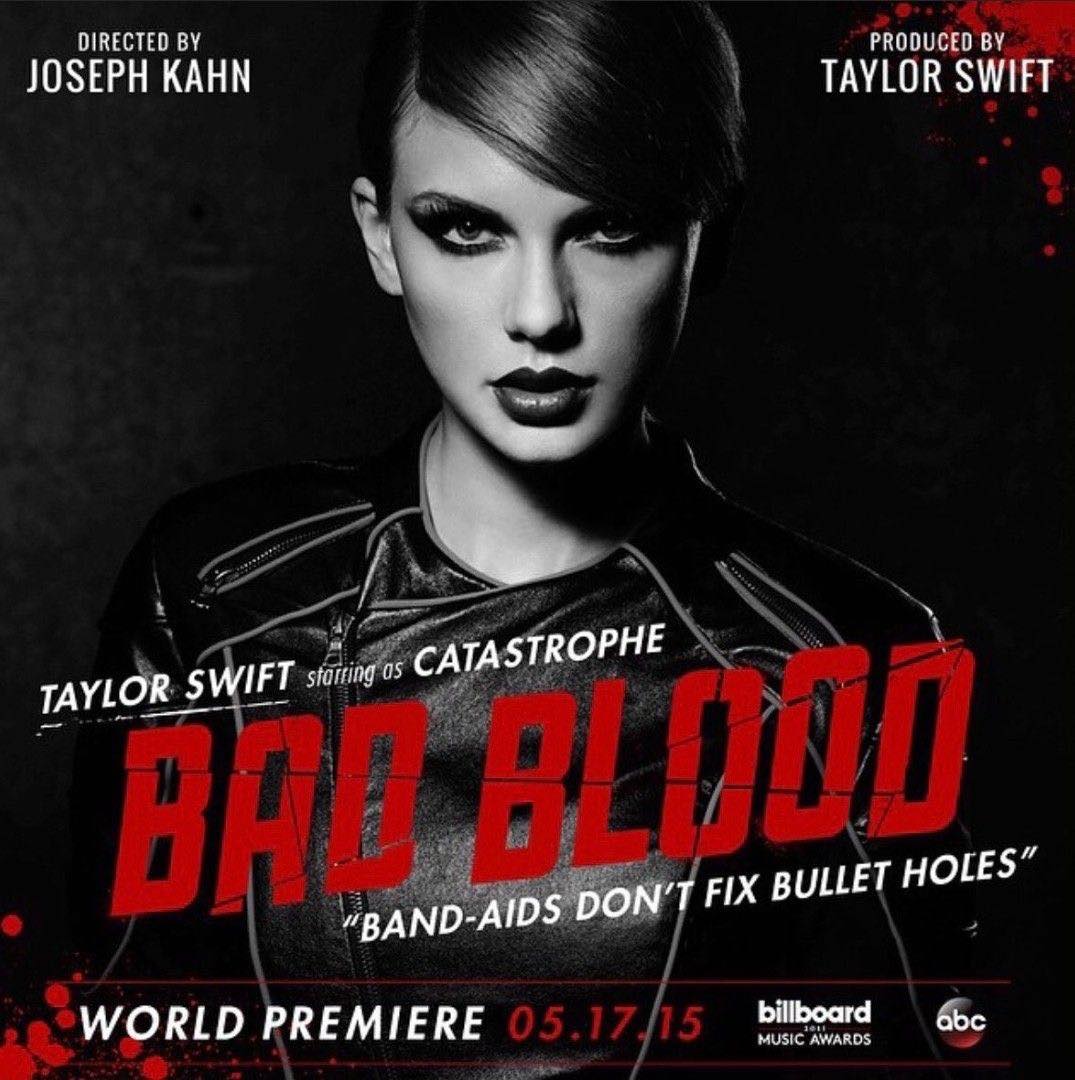 DIRECTED BY
JOSEPH KAHN
PRODUCED BY
TAYLOR SWIFT
TAYLOR SWIFT starring as CATASTROPHE
BAD BLOOD
“BAND-AIDS DON’T FIX BULLET HOLES”
WORLD PREMIERE 05.17.15
billboard
2015
MUSIC AWARDS
abc